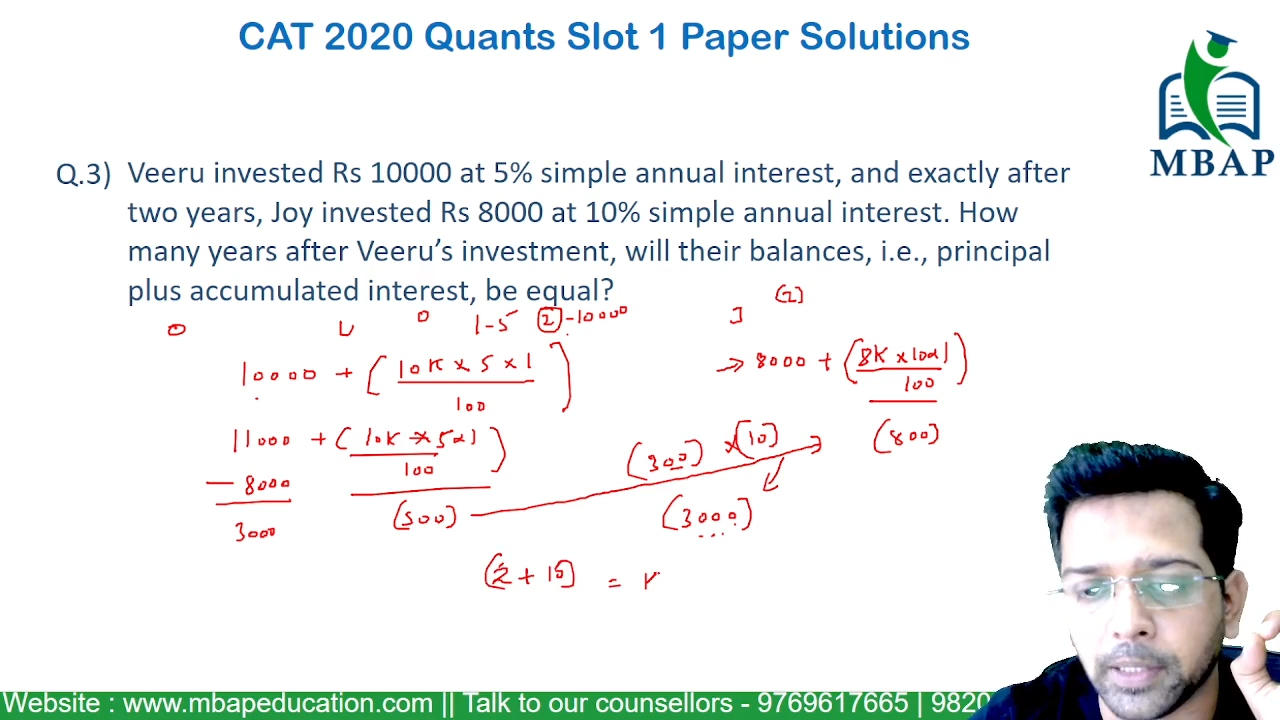 CAT 2020 Quants Slot 1 Paper Solutions
MBAP
Q.3) Veeru invested Rs 10000 at 5% simple annual interest, and exactly after
two years, Joy invested Rs 8000 at 10% simple annual interest. How
many years after Veeru's investment, will their balances, i.e., principal
plus accumulated interest, be equal?
(2)
0 1-5 2-10000 J
10000 + (10K × 5 × 1
100)
→ 8000 + (8K × 10×1
100)
11000 + (10K × 5×1
100)
(800)
- 8000
(300) × (10)
3000
(500)
(3000)
(2 + 10) =
Website : www.mbapeducation.com || Talk to our counsellors - 9769617665 | 9820